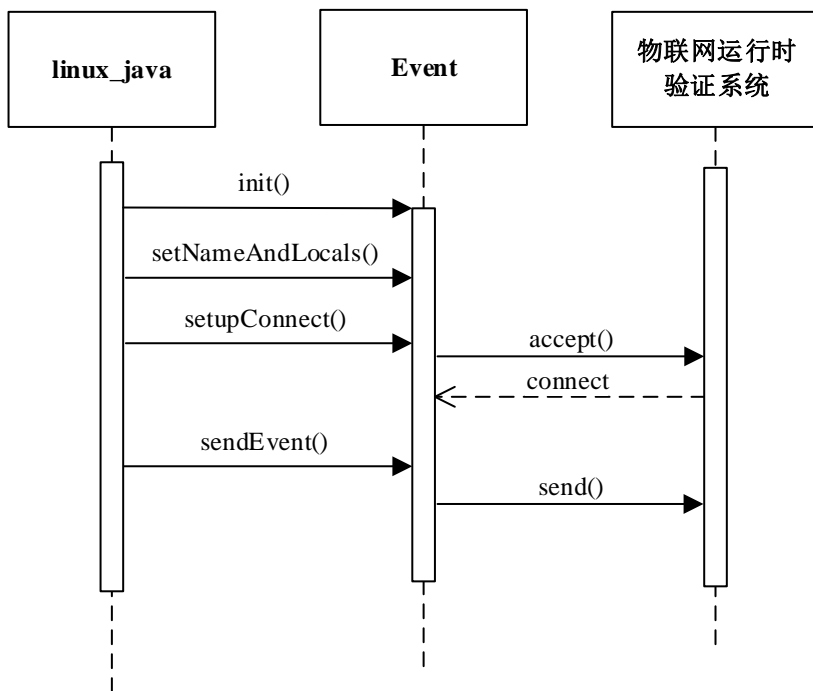 linux_java
Event
物联网运行时
验证系统
init()
setNameAndLocals()
setupConnect()
accept()
connect
sendEvent()
send()